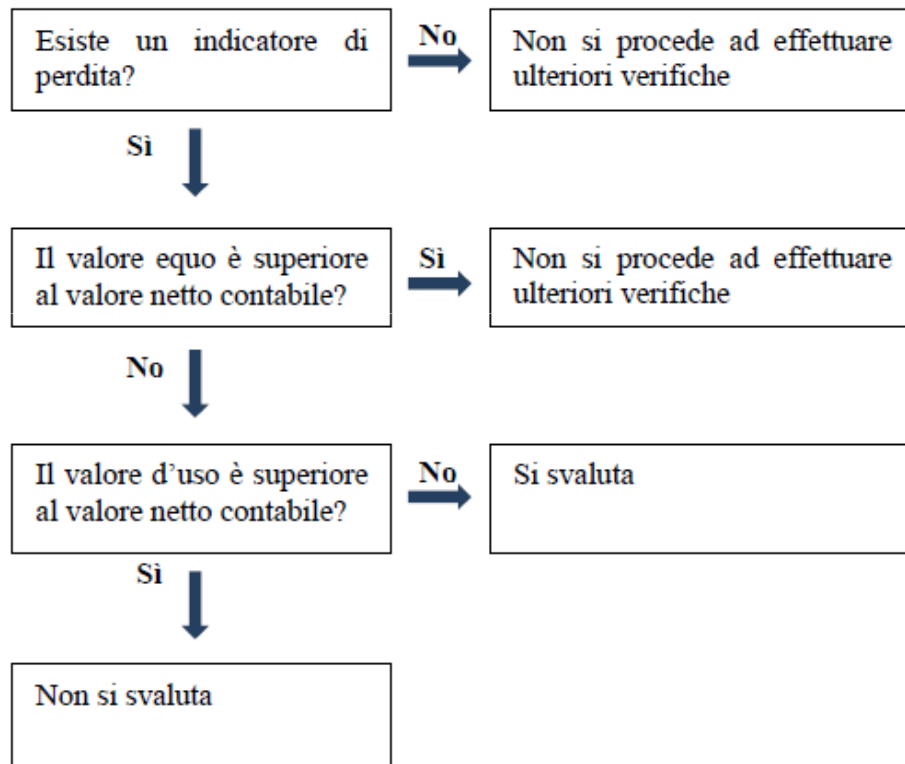 Esiste un indicatore di
perdita?
No
Non si procede ad effettuare
ulteriori verifiche
Sì
Il valore equo è superiore
al valore netto contabile?
Sì
Non si procede ad effettuare
ulteriori verifiche
No
Il valore d’uso è superiore
al valore netto contabile?
No
Si svaluta
Sì
Non si svaluta